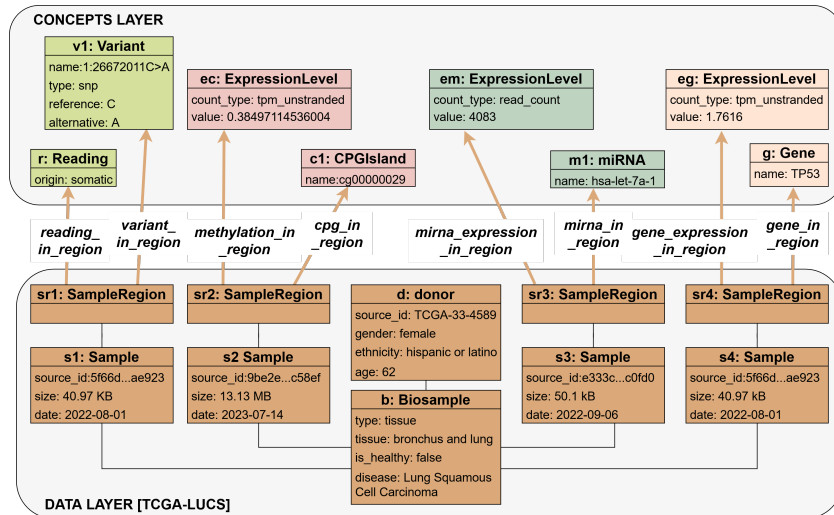 CONCEPTS LAYER
v1: Variant
name:1:26672011C>A
type: snp
reference: C
alternative: A
ec: ExpressionLevel
count_type: tpm_unstranded
value: 0.38497114536004
em: ExpressionLevel
count_type: read_count
value: 4083
eg: ExpressionLevel
count_type: tpm_unstranded
value: 1.7616
r: Reading
origin: somatic
c1: CPGIsland
name:cg00000029
m1: miRNA
name: hsa-let-7a-1
g: Gene
name: TP53
reading_
in_region
variant_
in_region
methylation_in
_region
cpg_in
_region
mirna_expression
_in_region
mirna_in
_region
gene_expression
_in_region
gene_in
_region
sr1: SampleRegion
sr2: SampleRegion
d: donor
source_id: TCGA-33-4589
gender: female
ethnicity: hispanic or latino
age: 62
sr3: SampleRegion
sr4: SampleRegion
s1: Sample
source_id:5f66d...ae923
size: 40.97 KB
date: 2022-08-01
s2 Sample
source_id:9be2e...c58ef
size: 13.13 MB
date: 2023-07-14
b: Biosample
type: tissue
tissue: bronchus and lung
is_healthy: false
disease: Lung Squamous
Cell Carcinoma
s3: Sample
source_id:e333c...c0fd0
size: 50.1 kB
date: 2022-09-06
s4: Sample
source_id:5f66d...ae923
size: 40.97 kB
date: 2022-08-01
DATA LAYER [TCGA-LUCS]